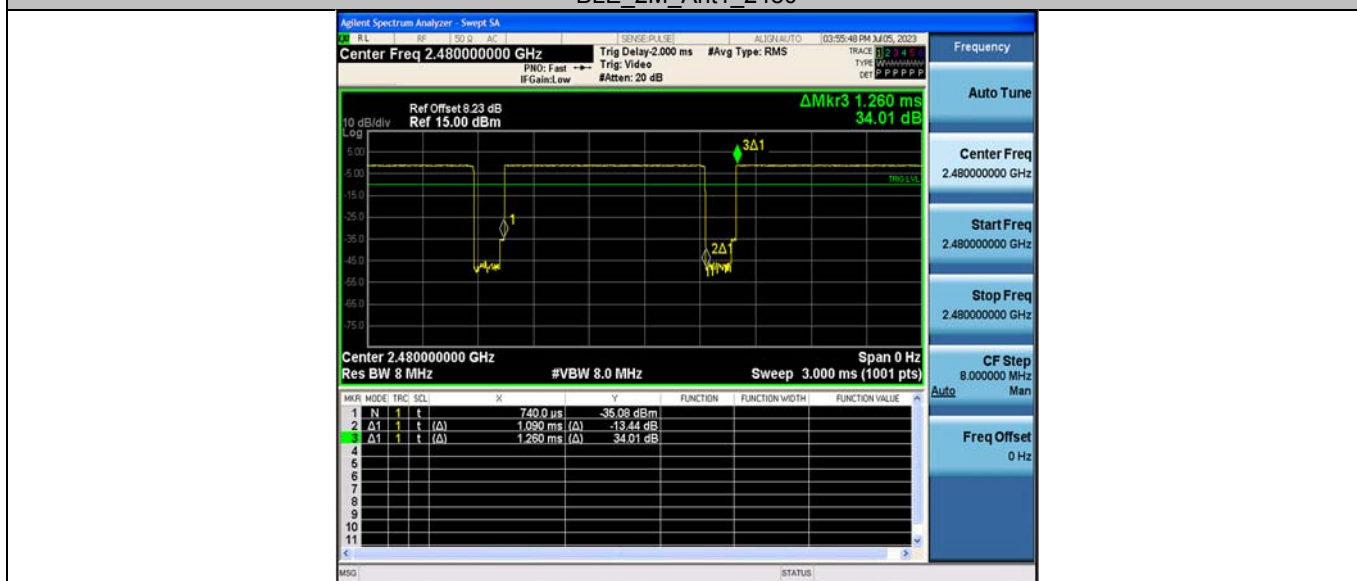 BLE_2M_Ant1_2480
Agilent Spectrum Analyzer - Swept SA
RL RF 50 Ω AC SENSE:PULSE ALIGN:AUTO 03:55:48 PM Jul 05, 2023
Center Freq 2.480000000 GHz
PNO: Fast
IFGain:Low
Trig Delay-2.000 ms
Trig: Video
#Atten: 20 dB
#Avg Type: RMS
TRACE 1 2 3 4 5 6
TYPE
DET P P P P P P
ΔMkr3 1.260 ms
34.01 dB
Ref Offset 8.23 dB
10 dB/div Ref 15.00 dBm
Log
5.00
-5.00
-15.0
-25.0
-35.0
-45.0
-55.0
-65.0
-75.0
3Δ1
TRIG LVL
1
2Δ1
Center 2.480000000 GHz Span 0 Hz
Res BW 8 MHz #VBW 8.0 MHz Sweep 3.000 ms (1001 pts)
MKR MODE TRC SCL X Y FUNCTION FUNCTION WIDTH FUNCTION VALUE
1 N 1 t 740.0 µs -35.08 dBm
2 Δ1 1 t (Δ) 1.090 ms (Δ) -13.44 dB
3 Δ1 1 t (Δ) 1.260 ms (Δ) 34.01 dB
4
5
6
7
8
9
10
11
MSG STATUS
Frequency
Auto Tune
Center Freq
2.480000000 GHz
Start Freq
2.480000000 GHz
Stop Freq
2.480000000 GHz
CF Step
8.000000 MHz
Auto Man
Freq Offset
0 Hz